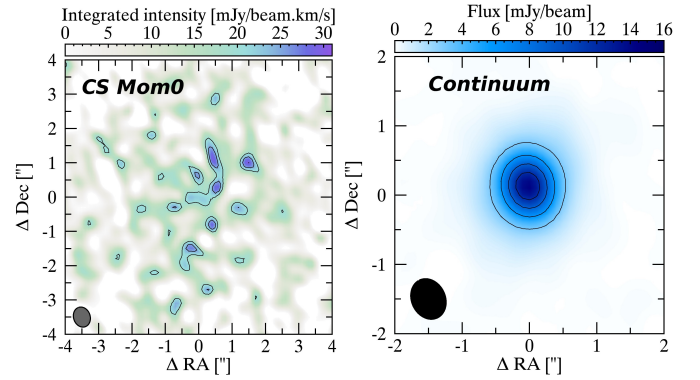 Integrated intensity [mJy/beam.km/s]
0 5 10 15 20 25 30
CS Mom0
4
3
2
1
0
-1
-2
-3
-4
Δ Dec ["]
-4 -3 -2 -1 0 1 2 3 4
Δ RA ["]
Flux [mJy/beam]
0 2 4 6 8 10 12 14 16
Continuum
2
1
0
-1
-2
Δ Dec ["]
-2 -1 0 1 2
Δ RA ["]